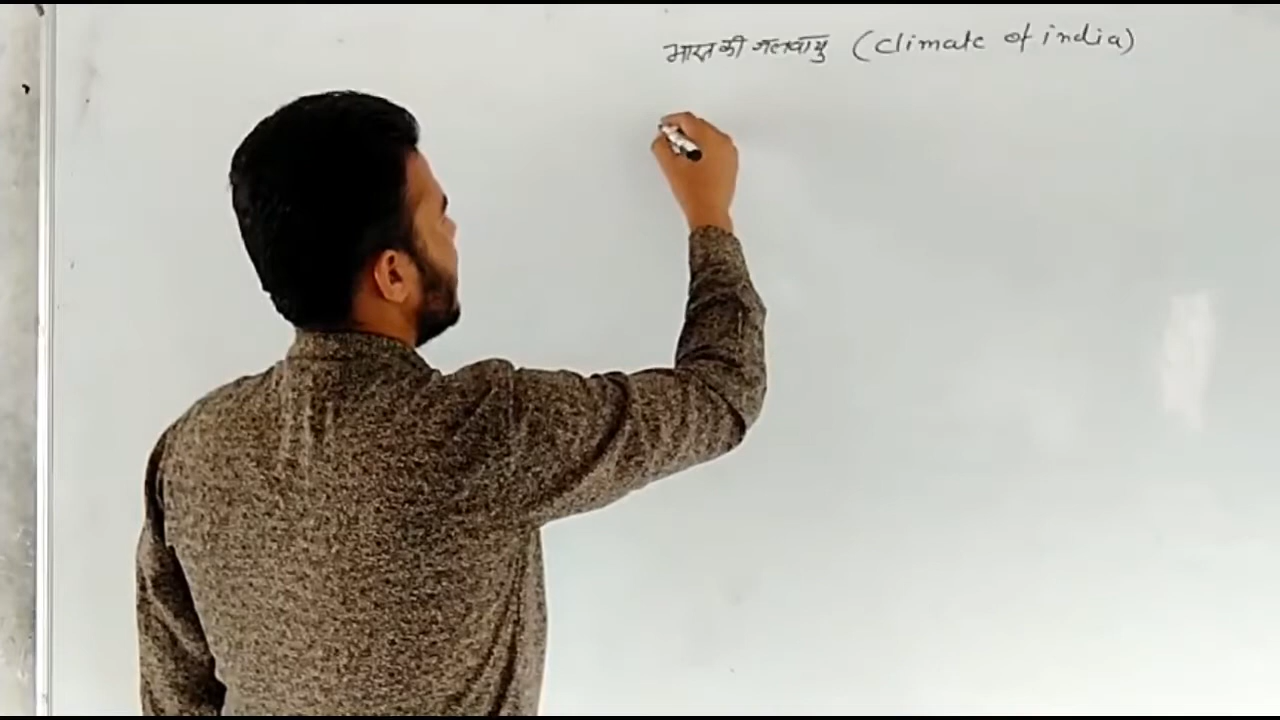 भारत की जलवायु (climate of india)